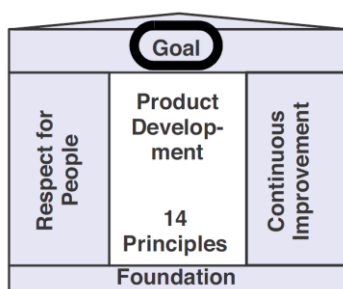 Goal
Respect for
People
Product
Develop-
ment
14
Principles
Continuous
Improvement
Foundation